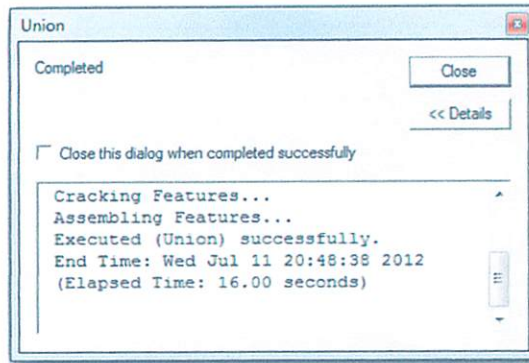 Union
Completed
Close
<< Details
Close this dialog when completed successfully
Cracking Features...
Assembling Features...
Executed (Union) successfully.
End Time: Wed Jul 11 20:48:38 2012
(Elapsed Time: 16.00 seconds)